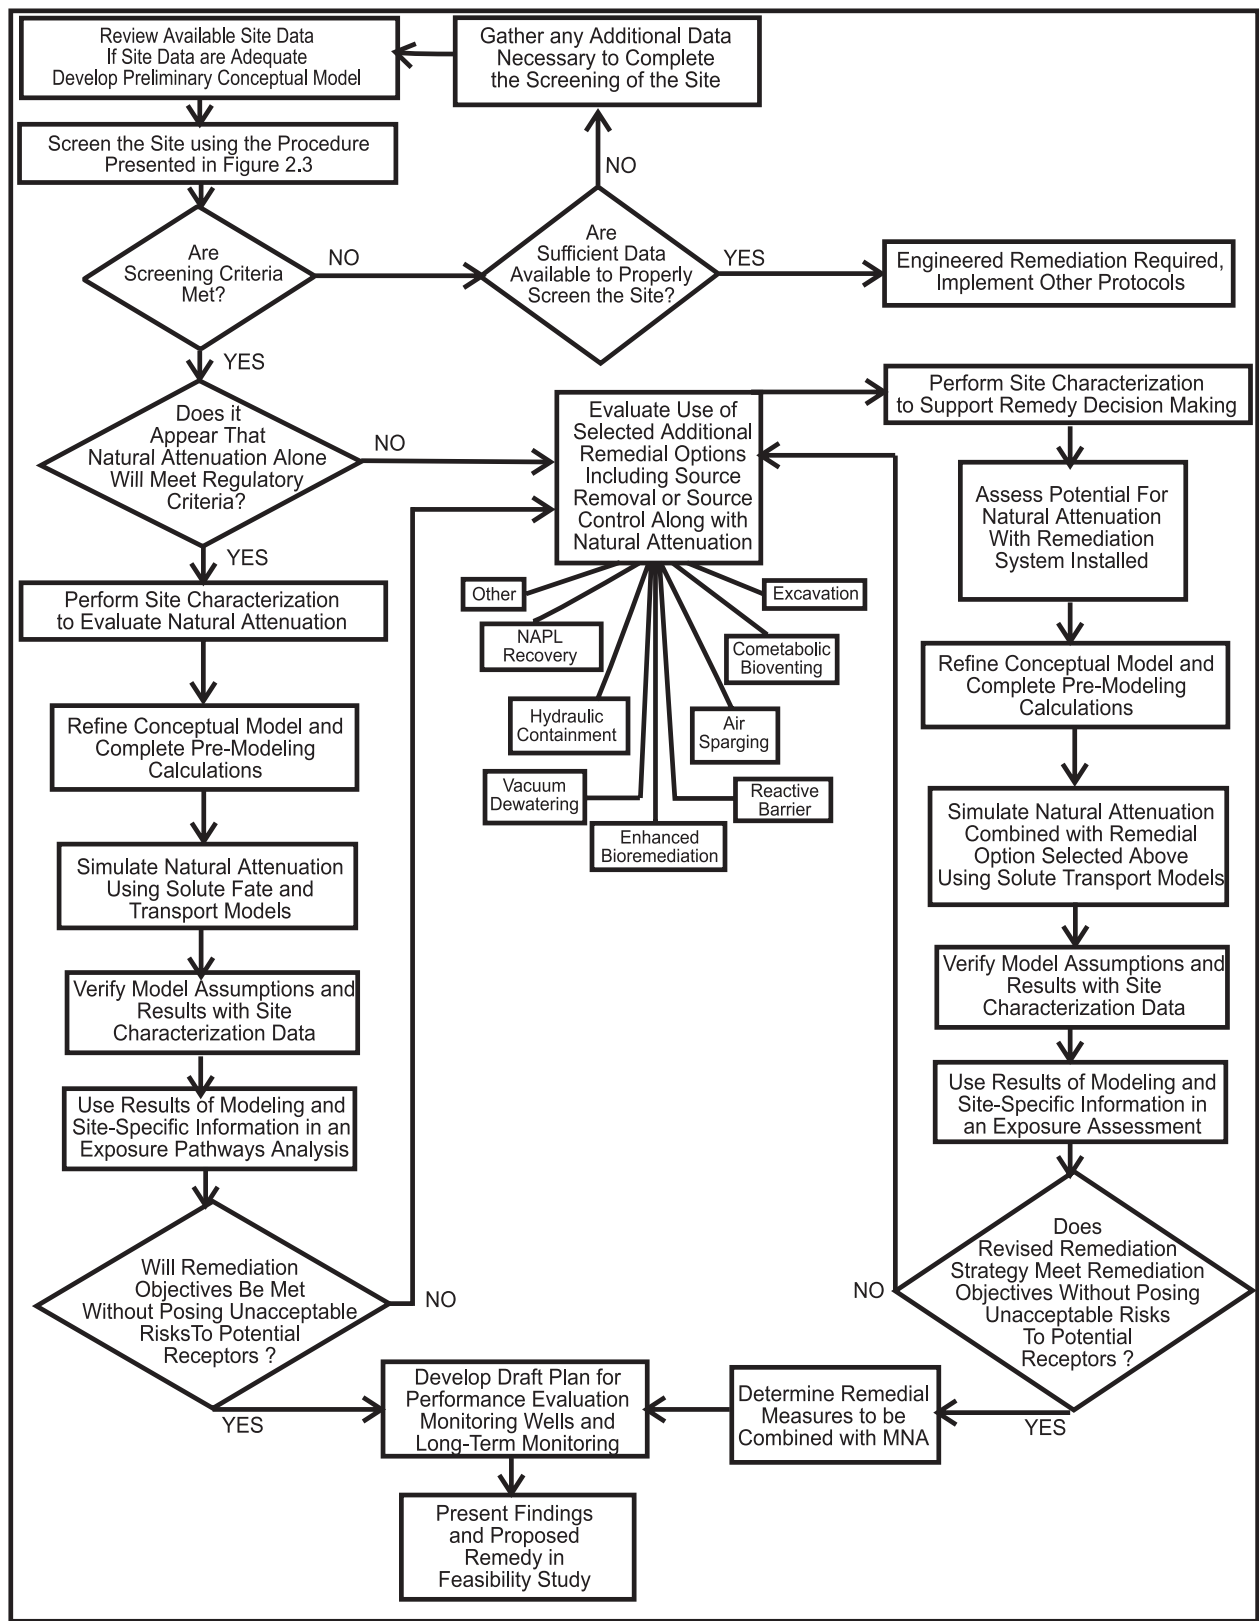 Review Available Site Data
If Site Data are Adequate
Develop Preliminary Conceptual Model
Gather any Additional Data
Necessary to Complete
the Screening of the Site
Screen the Site using the Procedure
Presented in Figure 2.3
NO
Are
Screening Criteria
Met?
NO
Are
Sufficient Data
Available to Properly
Screen the Site?
YES
Engineered Remediation Required,
Implement Other Protocols
YES
Does it
Appear That
Natural Attenuation Alone
Will Meet Regulatory
Criteria?
NO
Evaluate Use of
Selected Additional
Remedial Options
Including Source
Removal or Source
Control Along with
Natural Attenuation
Perform Site Characterization
to Support Remedy Decision Making
Assess Potential For
Natural Attenuation
With Remediation
System Installed
YES
Perform Site Characterization
to Evaluate Natural Attenuation
Other
Excavation
NAPL
Recovery
Cometabolic
Bioventing
Hydraulic
Containment
Air
Sparging
Vacuum
Dewatering
Reactive
Barrier
Enhanced
Bioremediation
Refine Conceptual Model and
Complete Pre-Modeling
Calculations
Refine Conceptual Model and
Complete Pre-Modeling
Calculations
Simulate Natural Attenuation
Using Solute Fate and
Transport Models
Simulate Natural Attenuation
Combined with Remedial
Option Selected Above
Using Solute Transport Models
Verify Model Assumptions and
Results with Site
Characterization Data
Verify Model Assumptions and
Results with Site
Characterization Data
Use Results of Modeling and
Site-Specific Information in an
Exposure Pathways Analysis
Use Results of Modeling and
Site-Specific Information in
an Exposure Assessment
Will Remediation
Objectives Be Met
Without Posing Unacceptable
RisksTo Potential
Receptors ?
NO
NO
Does
Revised Remediation
Strategy Meet Remediation
Objectives Without Posing
Unacceptable Risks
To Potential
Receptors ?
YES
Develop Draft Plan for
Performance Evaluation
Monitoring Wells and
Long-Term Monitoring
Determine Remedial
Measures to be
Combined with MNA
YES
Present Findings
and Proposed
Remedy in
Feasibility Study